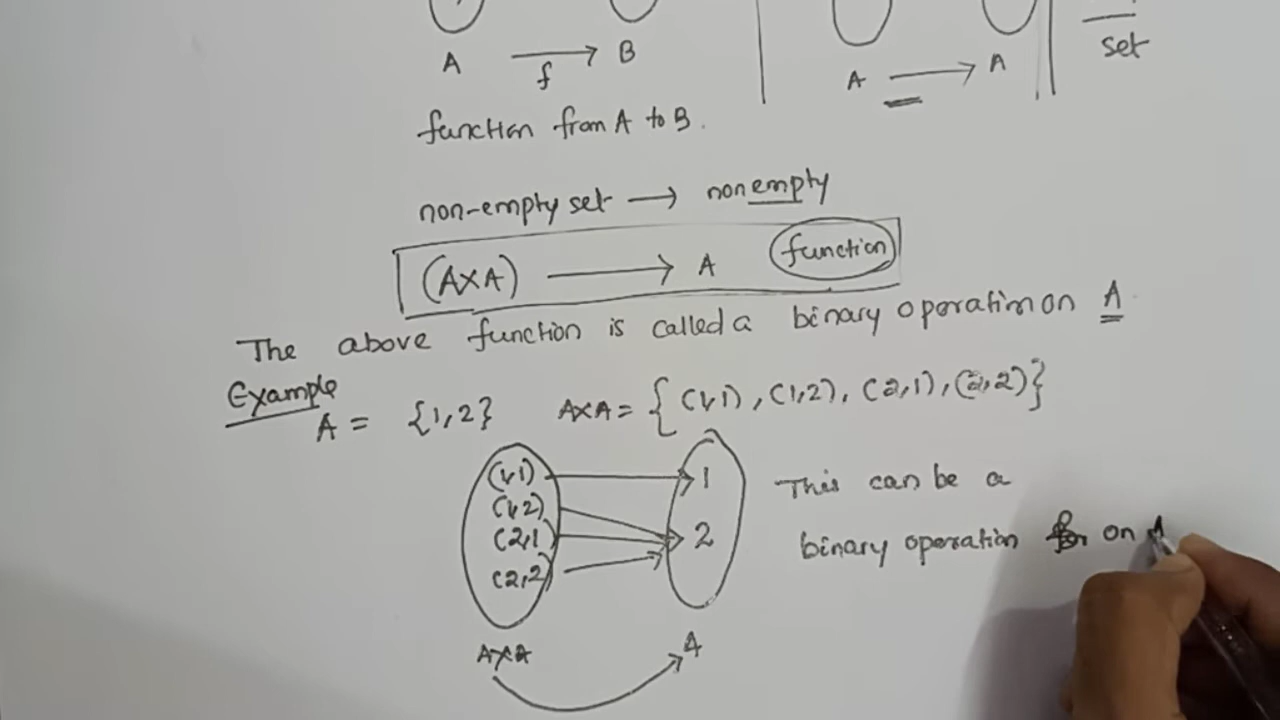 A f B
A A
set
function from A to B.
non-empty set → nonempty
(A×A) → A function
The above function is called a binary operation on A
Example
A = {1,2} A×A = { (1,1), (1,2), (2,1), (2,2)}
(1,1) 1
(1,2)
(2,1 2
(2,2)
This can be a
binary operation on A
A×A A